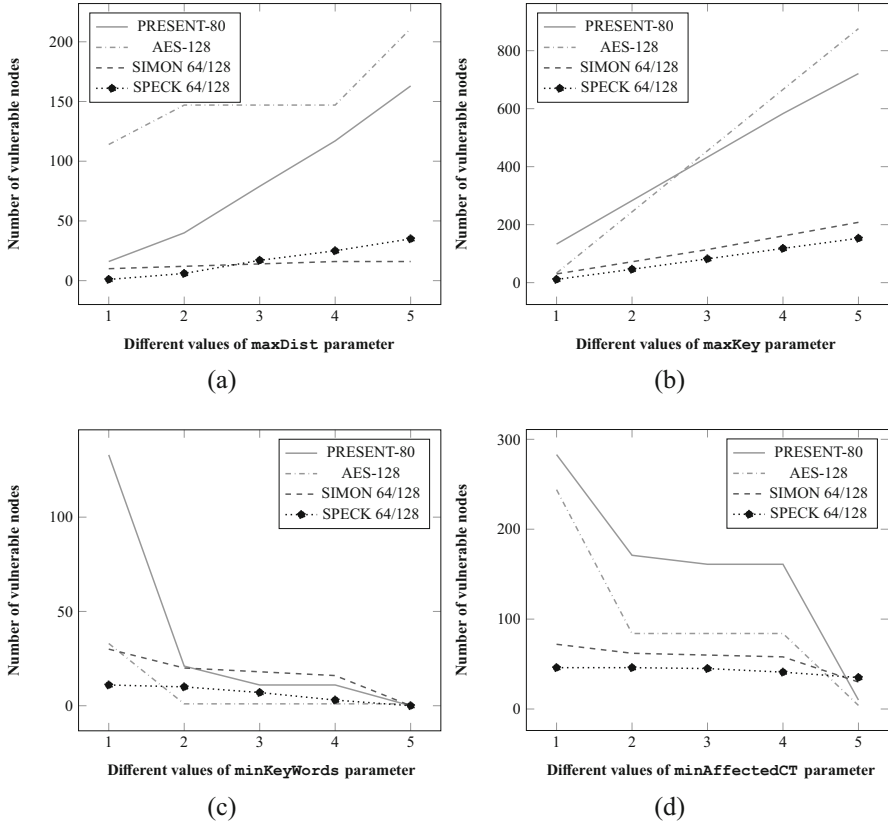 PRESENT-80
AES-128
SIMON 64/128
SPECK 64/128
200
150
100
50
0
Number of vulnerable nodes
1 2 3 4 5
Different values of maxDist parameter
(a)
PRESENT-80
AES-128
SIMON 64/128
SPECK 64/128
800
600
400
200
0
Number of vulnerable nodes
1 2 3 4 5
Different values of maxKey parameter
(b)
PRESENT-80
AES-128
SIMON 64/128
SPECK 64/128
100
50
0
Number of vulnerable nodes
1 2 3 4 5
Different values of minKeyWords parameter
(c)
PRESENT-80
AES-128
SIMON 64/128
SPECK 64/128
300
200
100
0
Number of vulnerable nodes
1 2 3 4 5
Different values of minAffectedCT parameter
(d)